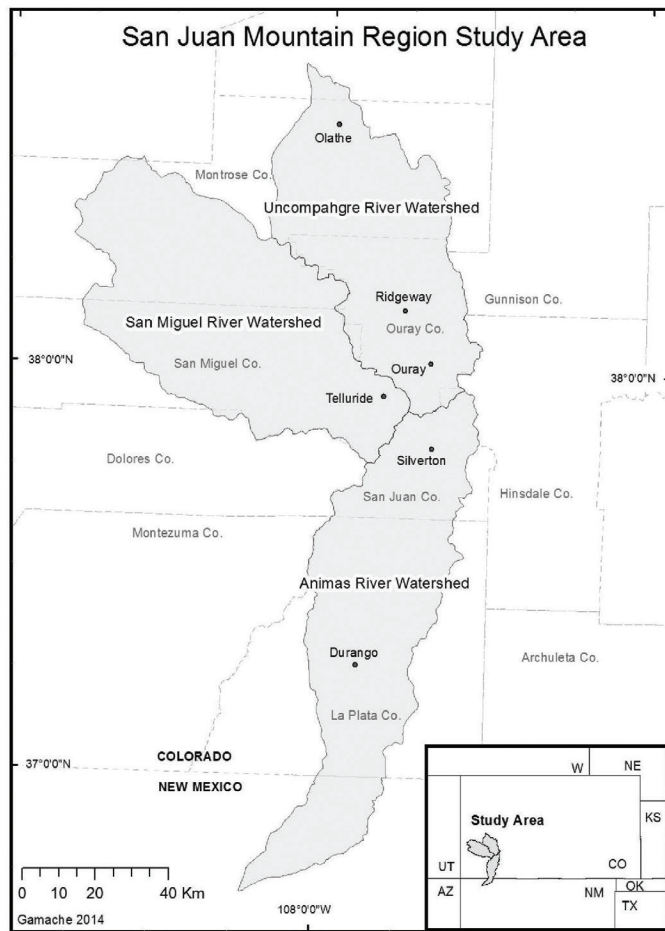 San Juan Mountain Region Study Area
Olathe
Montrose Co.
Uncompahgre River Watershed
Ridgeway
Gunnison Co.
San Miguel River Watershed
Ouray Co.
38°0'0"N
San Miguel Co.
Ouray
38°0'0"N
Telluride
Dolores Co.
Silverton
San Juan Co.
Hinsdale Co.
Montezuma Co.
Animas River Watershed
Durango
Archuleta Co.
La Plata Co.
37°0'0"N
COLORADO
NEW MEXICO
W
NE
Study Area
KS
UT
CO
AZ
NM
OK
TX
0 10 20 40 Km
Gamache 2014
108°0'0"W